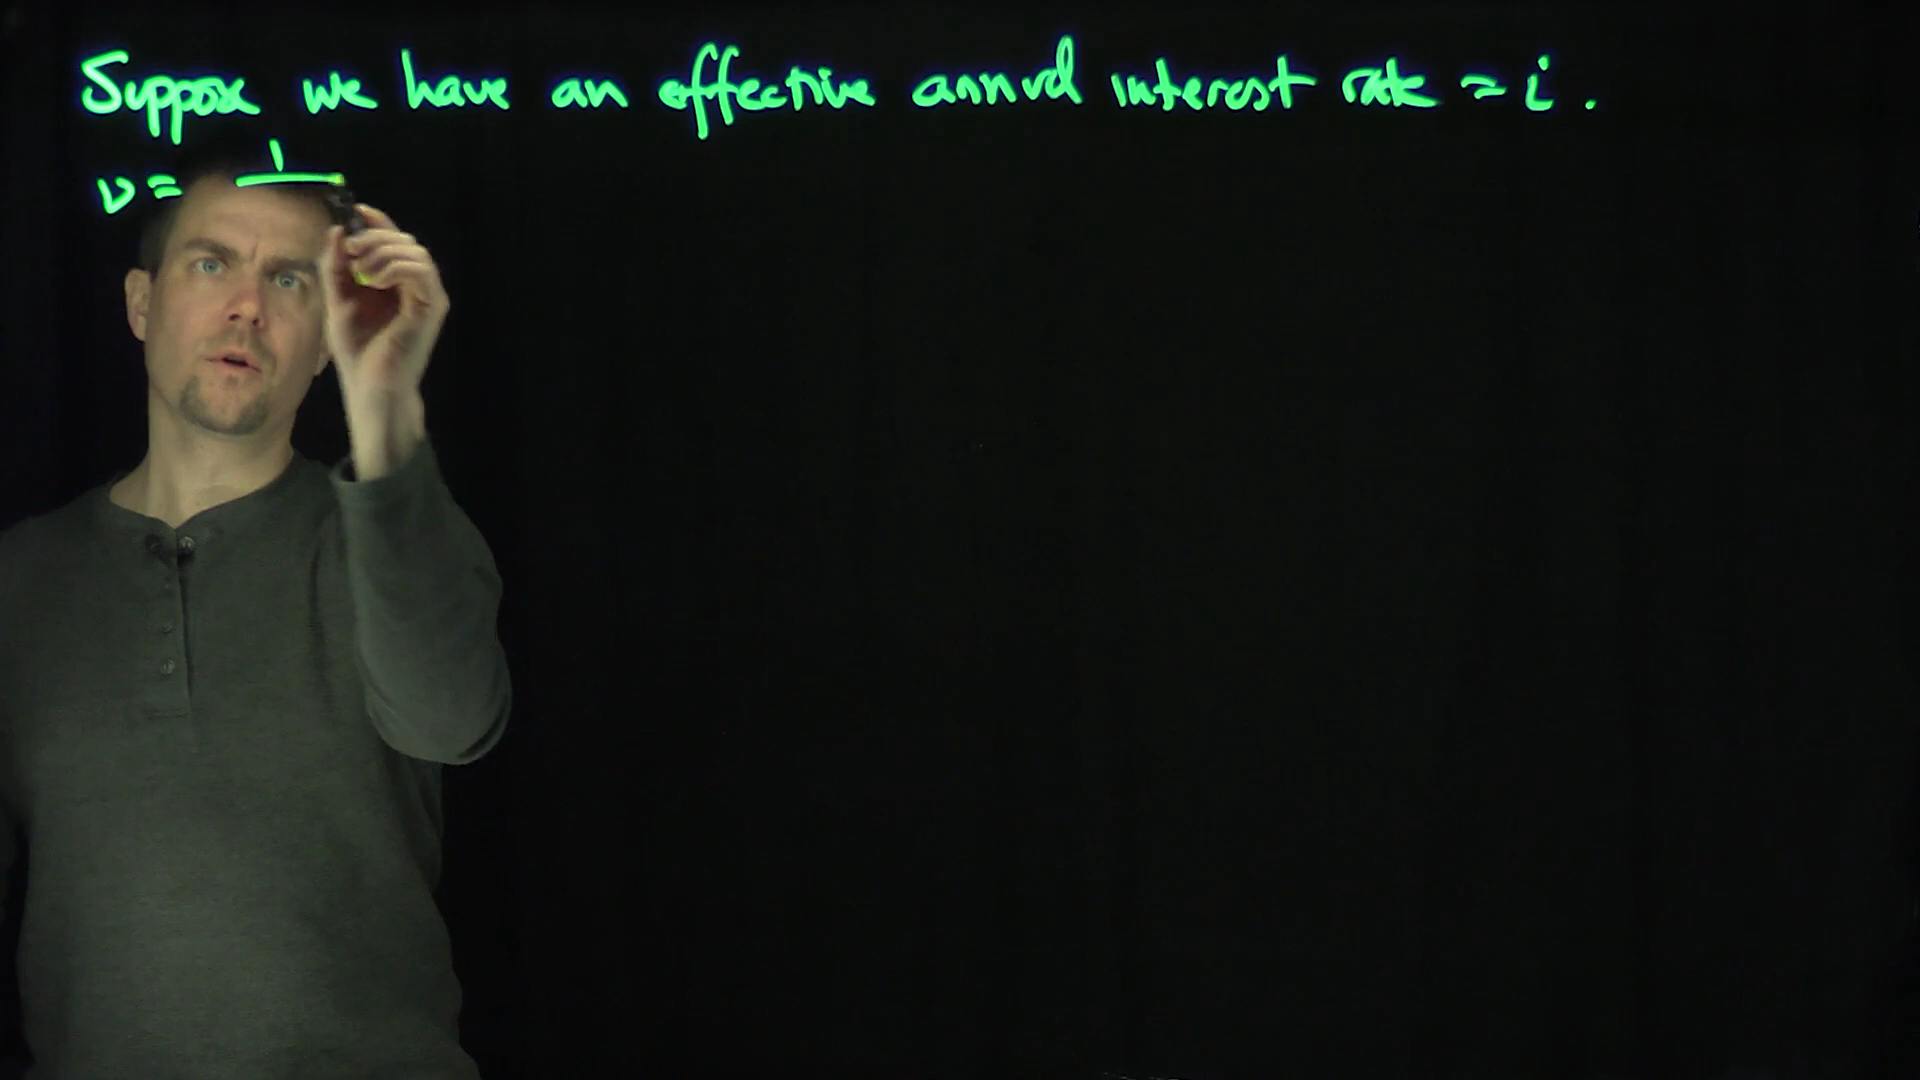 Suppose we have an effective annual interest rate = i.
v = 1